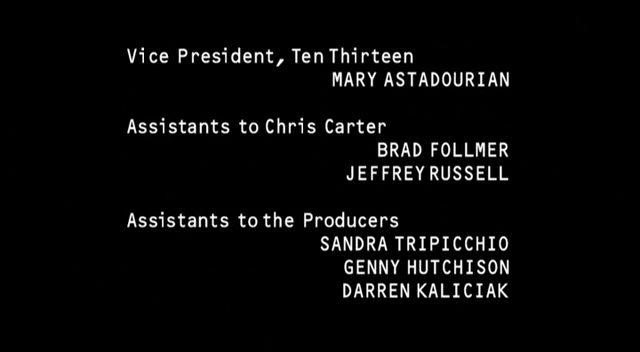 Vice President, Ten Thirteen
MARY ASTADOURIAN
Assistants to Chris Carter
BRAD FOLLMER
JEFFREY RUSSELL
Assistants to the Producers
SANDRA TRIPICCHIO
GENNY HUTCHISON
DARREN KALICIAK